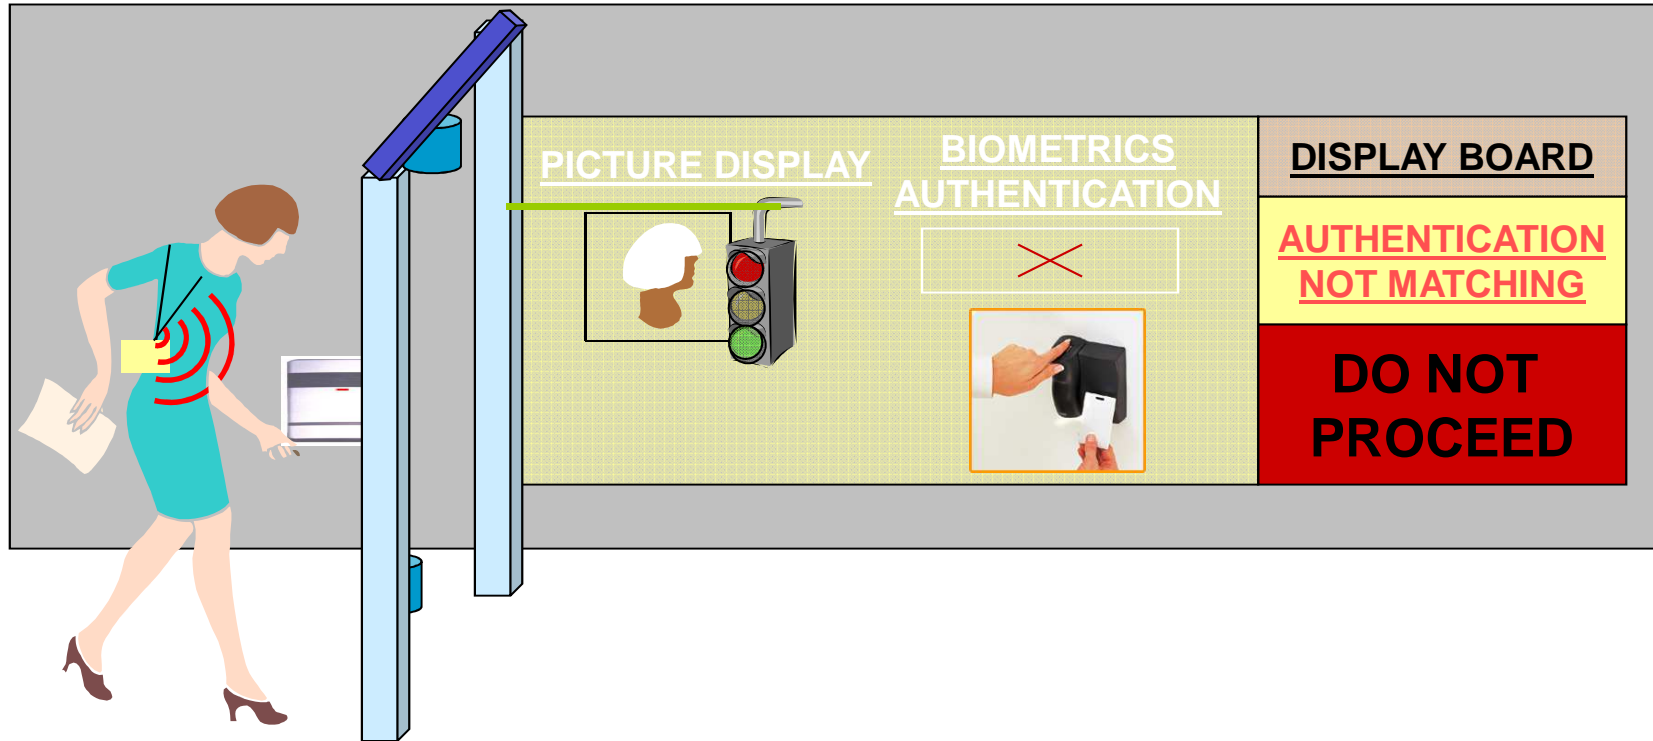 PICTURE DISPLAY
BIOMETRICS
AUTHENTICATION
DISPLAY BOARD
AUTHENTICATION
NOT MATCHING
DO NOT
PROCEED